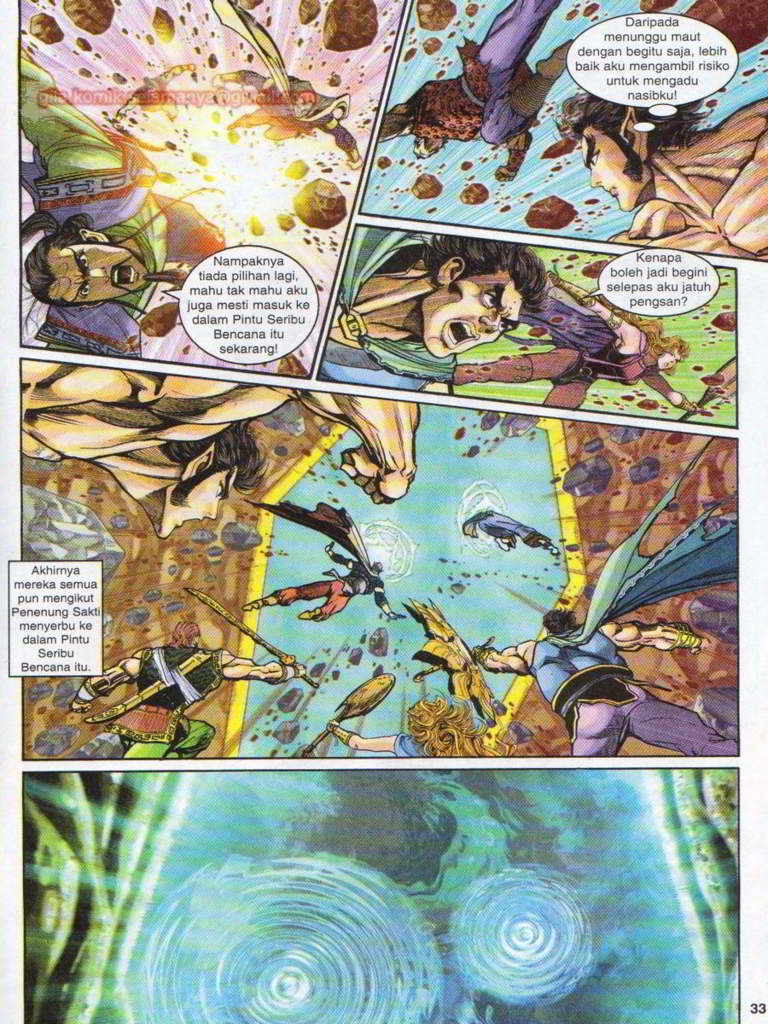 Nampaknya
tiada pilihan lagi,
mahu tak mahu aku
juga mesti masuk ke
dalam Pintu Seribu
Bencana itu
sekarang!
Daripada
menunggu maut
dengan begitu saja, lebih
baik aku mengambil risiko
untuk mengadu
nasibku!
Kenapa
boleh jadi begini
selepas aku jatuh
pengsan?
Akhirnya
mereka semua
pun mengikut
Penenung Sakti
menyerbu ke
dalam Pintu
Seribu
Bencana itu.
33